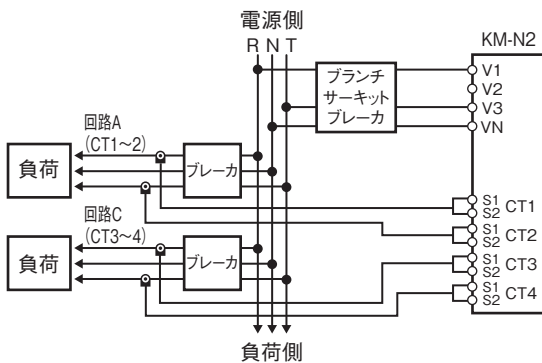 電源側
R N T
KM-N2
ブランチ
サーキット
ブレーカ
V1
V2
V3
VN
回路A
(CT1~2)
負荷
ブレーカ
S1
S2
CT1
S1
S2
CT2
回路C
(CT3~4)
負荷
ブレーカ
S1
S2
CT3
S1
S2
CT4
負荷側